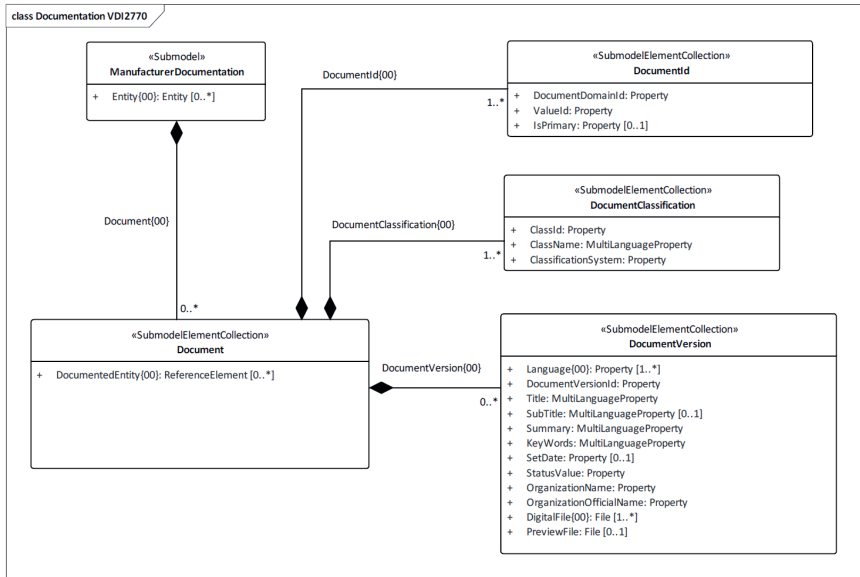 class Documentation VDI2770
«Submodel»
ManufacturerDocumentation
+ Entity{00}: Entity [0..*]
Document{00}
0..*
DocumentId{00}
1..*
«SubmodelElementCollection»
DocumentId
+ DocumentDomainId: Property
+ ValueId: Property
+ IsPrimary: Property [0..1]
DocumentClassification{00}
1..*
«SubmodelElementCollection»
DocumentClassification
+ ClassId: Property
+ ClassName: MultiLanguageProperty
+ ClassificationSystem: Property
«SubmodelElementCollection»
Document
+ DocumentedEntity{00}: ReferenceElement [0..*]
DocumentVersion{00}
0..*
«SubmodelElementCollection»
DocumentVersion
+ Language{00}: Property [1..*]
+ DocumentVersionId: Property
+ Title: MultiLanguageProperty
+ SubTitle: MultiLanguageProperty [0..1]
+ Summary: MultiLanguageProperty
+ KeyWords: MultiLanguageProperty
+ SetDate: Property [0..1]
+ StatusValue: Property
+ OrganizationName: Property
+ OrganizationOfficialName: Property
+ DigitalFile{00}: File [1..*]
+ PreviewFile: File [0..1]